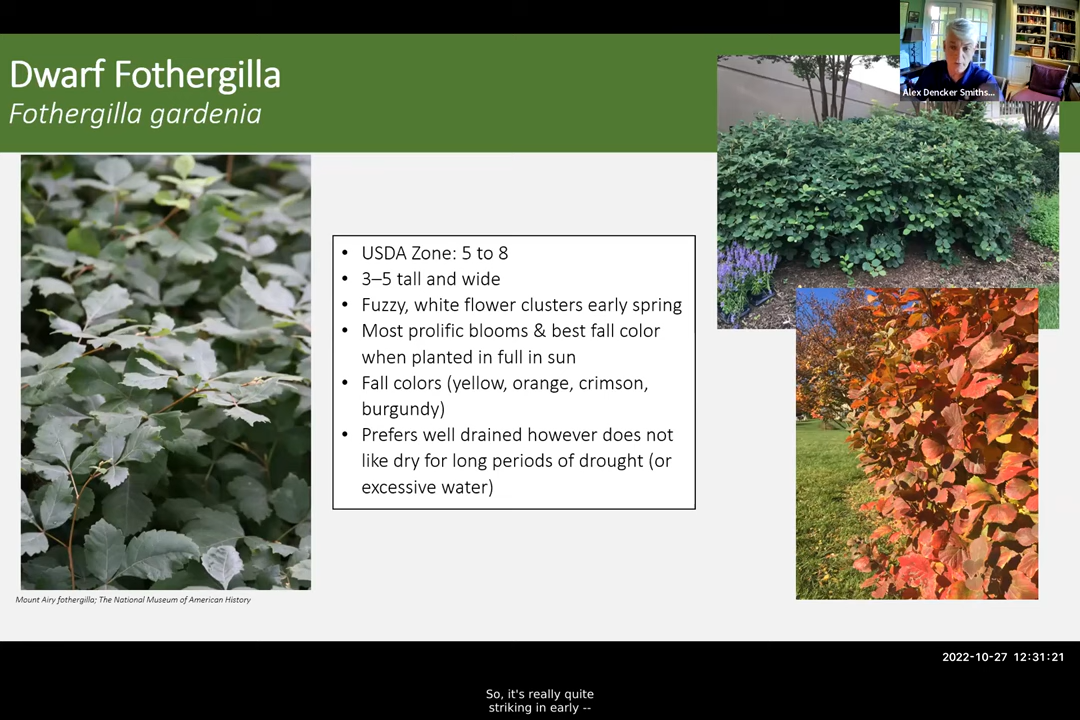 Dwarf Fothergilla
Fothergilla gardenia
Alex Dencker Smiths...
• USDA Zone: 5 to 8
• 3–5 tall and wide
• Fuzzy, white flower clusters early spring
• Most prolific blooms & best fall color
when planted in full in sun
• Fall colors (yellow, orange, crimson,
burgundy)
• Prefers well drained however does not
like dry for long periods of drought (or
excessive water)
Mount Airy fothergilla; The National Museum of American History
2022-10-27 12:31:21
So, it's really quite
striking in early --